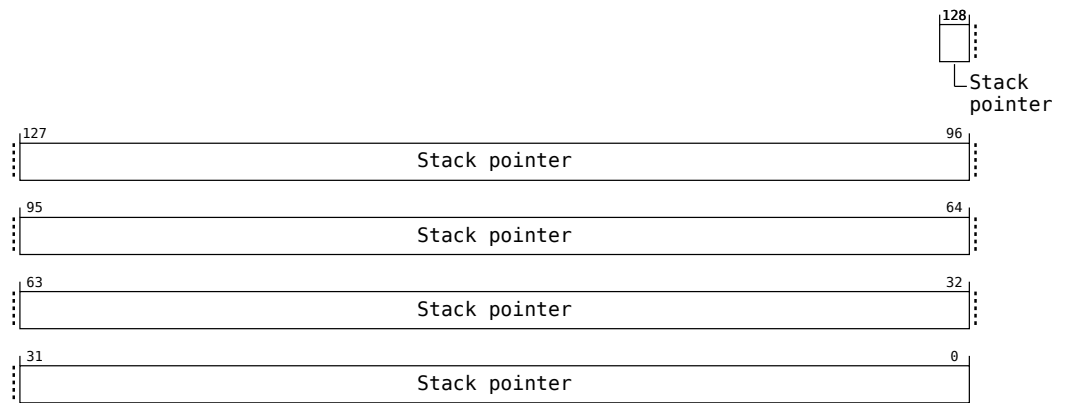 128
Stack
pointer
127 96
Stack pointer
95 64
Stack pointer
63 32
Stack pointer
31 0
Stack pointer